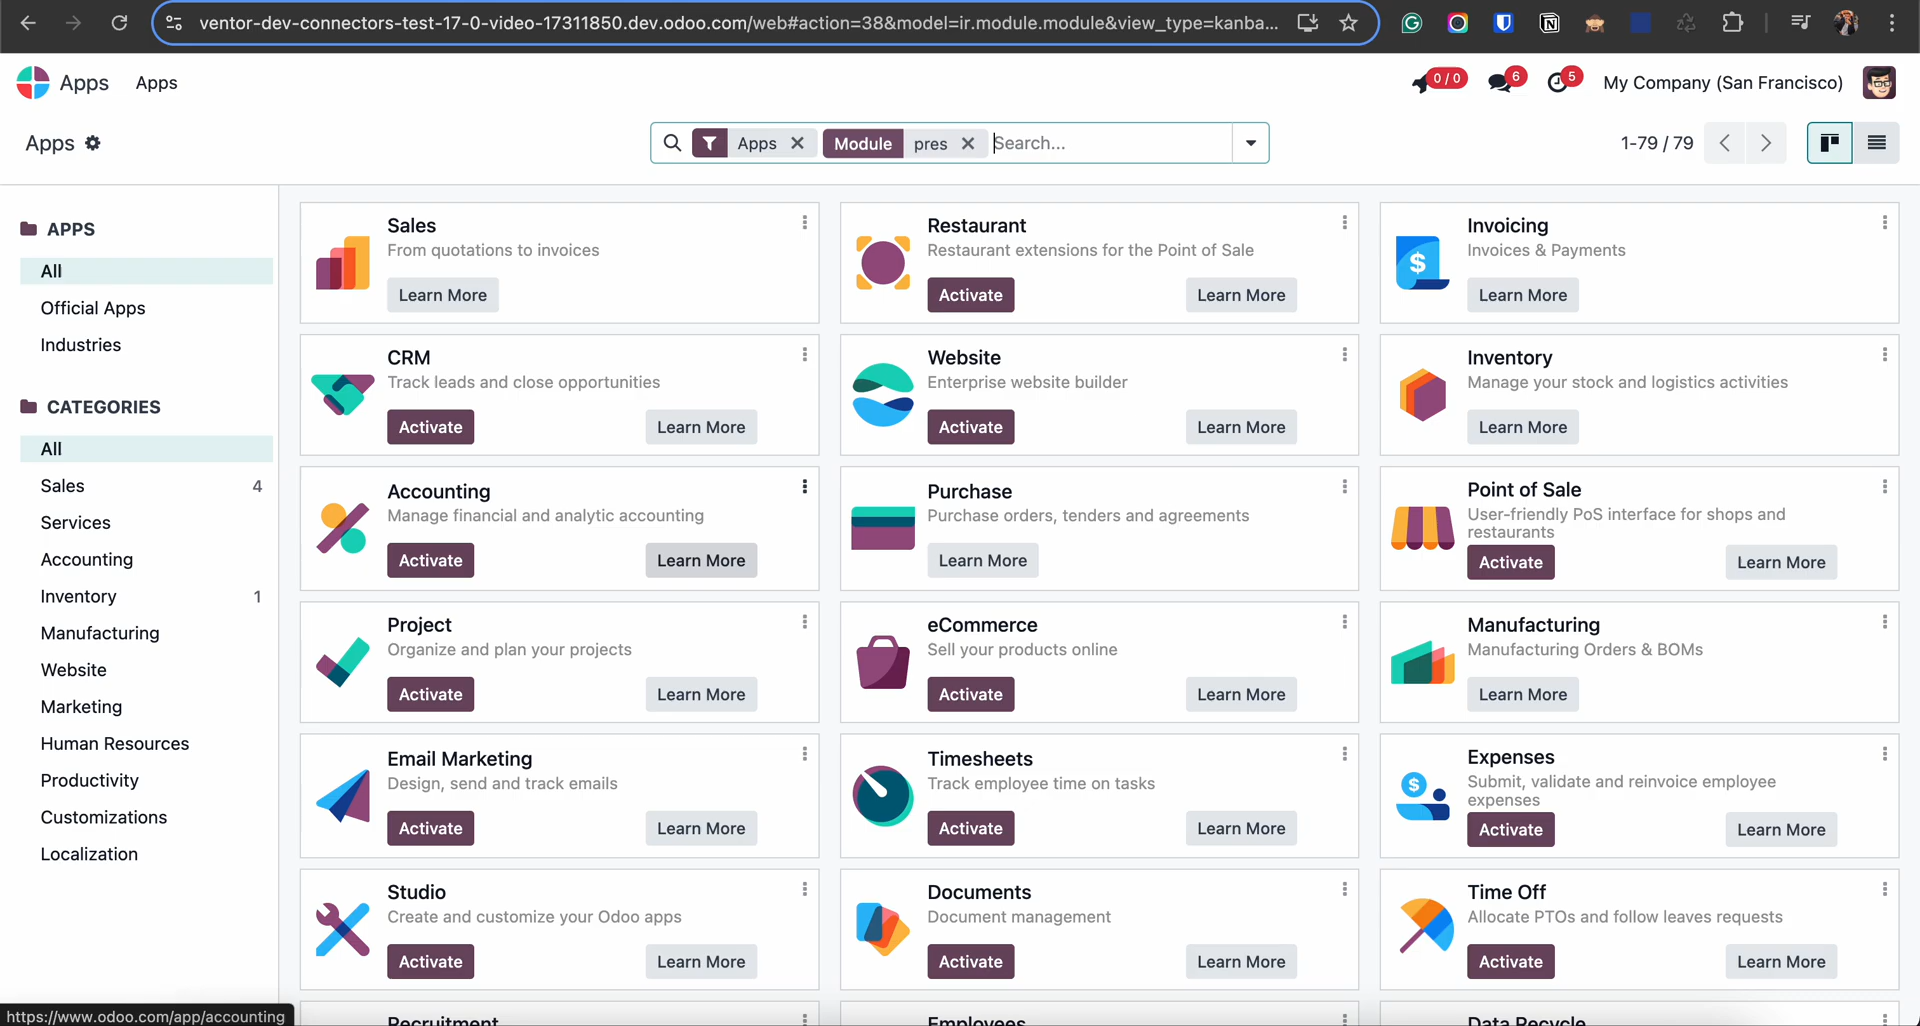 ventor-dev-connectors-test-17-0-video-17311850.dev.odoo.com/web#action=38&model=ir.module.module&view_type=kanba...
Apps
Apps
0 / 0
6
5
My Company (San Francisco)
Apps
Apps
Module
pres
Search...
1-79 / 79
APPS
All
Official Apps
Industries
CATEGORIES
All
Sales 4
Services
Accounting
Inventory 1
Manufacturing
Website
Marketing
Human Resources
Productivity
Customizations
Localization
Sales
From quotations to invoices
Learn More
Restaurant
Restaurant extensions for the Point of Sale
Activate
Learn More
Invoicing
Invoices & Payments
Learn More
CRM
Track leads and close opportunities
Activate
Learn More
Website
Enterprise website builder
Activate
Learn More
Inventory
Manage your stock and logistics activities
Learn More
Accounting
Manage financial and analytic accounting
Activate
Learn More
Purchase
Purchase orders, tenders and agreements
Learn More
Point of Sale
User-friendly PoS interface for shops and
restaurants
Activate
Learn More
Project
Organize and plan your projects
Activate
Learn More
eCommerce
Sell your products online
Activate
Learn More
Manufacturing
Manufacturing Orders & BOMs
Learn More
Email Marketing
Design, send and track emails
Activate
Learn More
Timesheets
Track employee time on tasks
Activate
Learn More
Expenses
Submit, validate and reinvoice employee
expenses
Activate
Learn More
Studio
Create and customize your Odoo apps
Activate
Learn More
Documents
Document management
Activate
Learn More
Time Off
Allocate PTOs and follow leaves requests
Activate
Learn More
Recruitment
Employees
Data Recycle
https://www.odoo.com/app/accounting